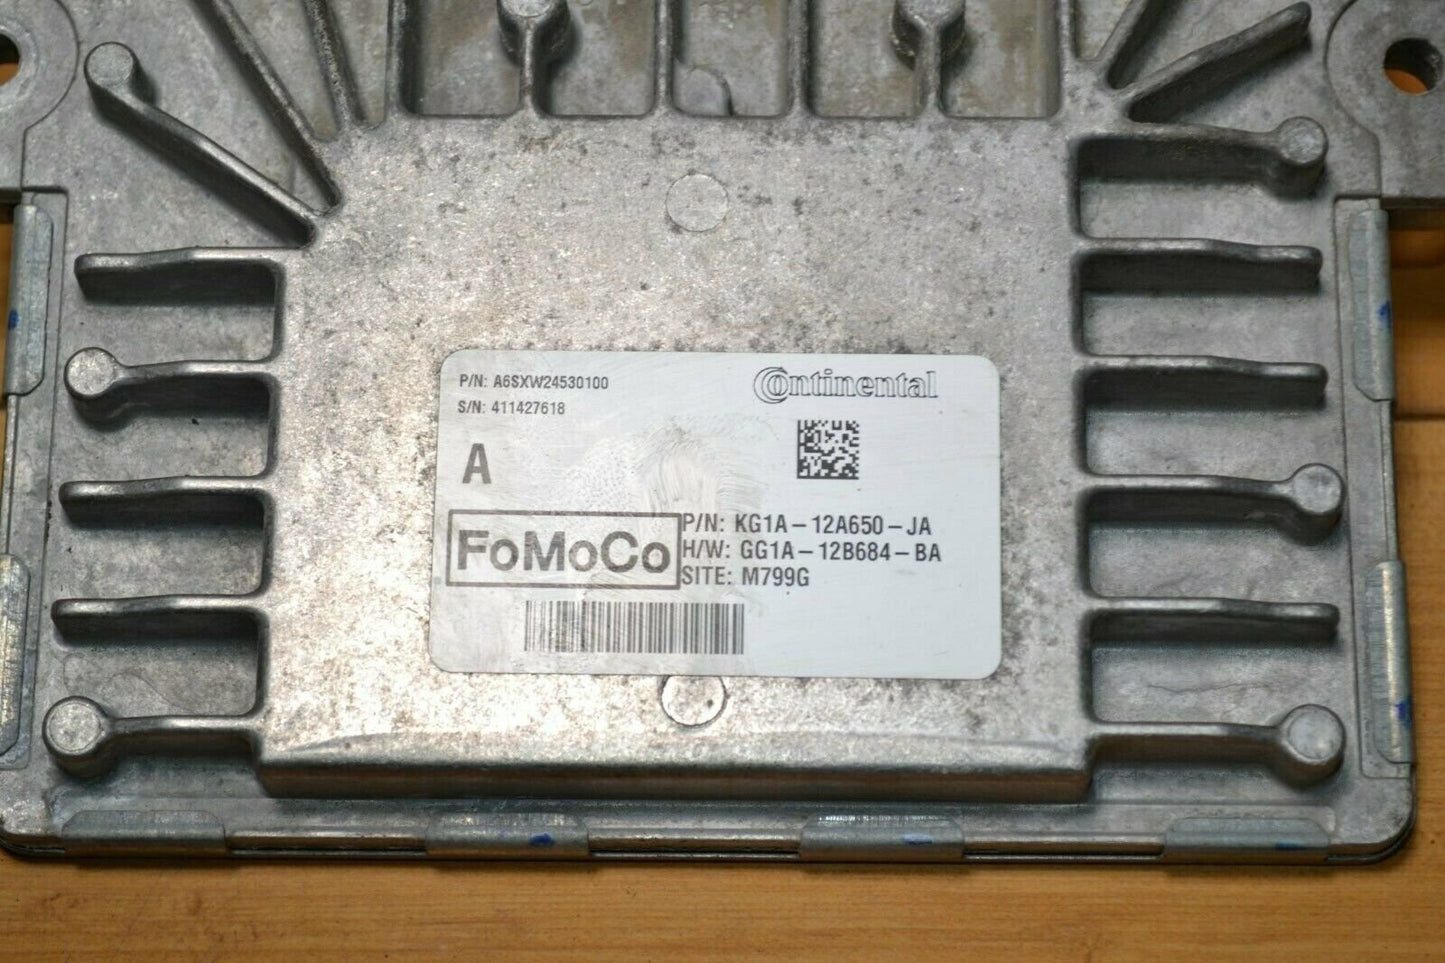 P/N: A6SXW24530100
Continental
S/N: 411427618
A
FoMoCo
P/N: KG1A-12A650-JA
H/W: GG1A-12B684-BA
SITE: M799G